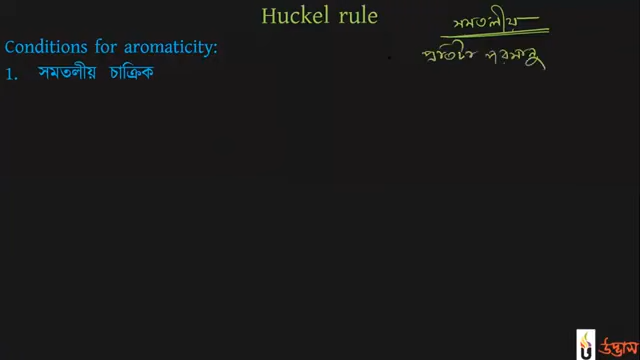 Huckel rule
সমতলীয়
Conditions for aromaticity:
প্রতিটা পরমানু
1. সমতলীয় চাক্রিক
উদ্ভাস